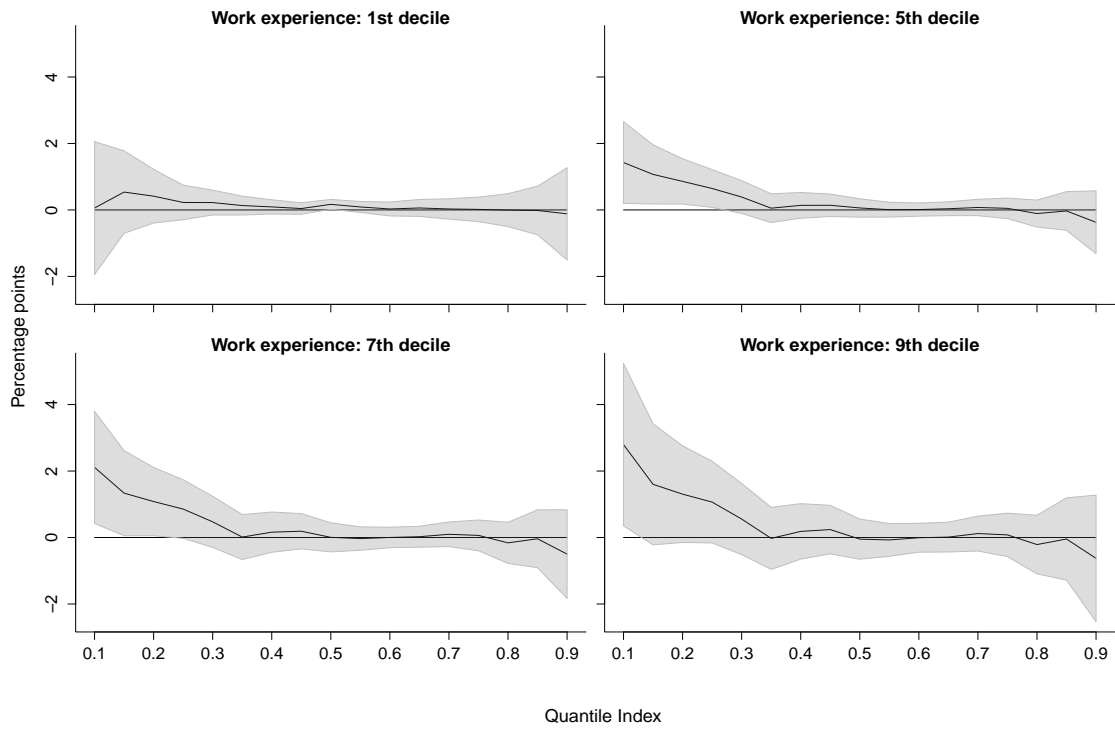 Work experience: 1st decile
Work experience: 5th decile
4
2
0
−2
Work experience: 7th decile
Work experience: 9th decile
4
2
0
−2
Percentage points
0.1 0.2 0.3 0.4 0.5 0.6 0.7 0.8 0.9
0.1 0.2 0.3 0.4 0.5 0.6 0.7 0.8 0.9
Quantile Index